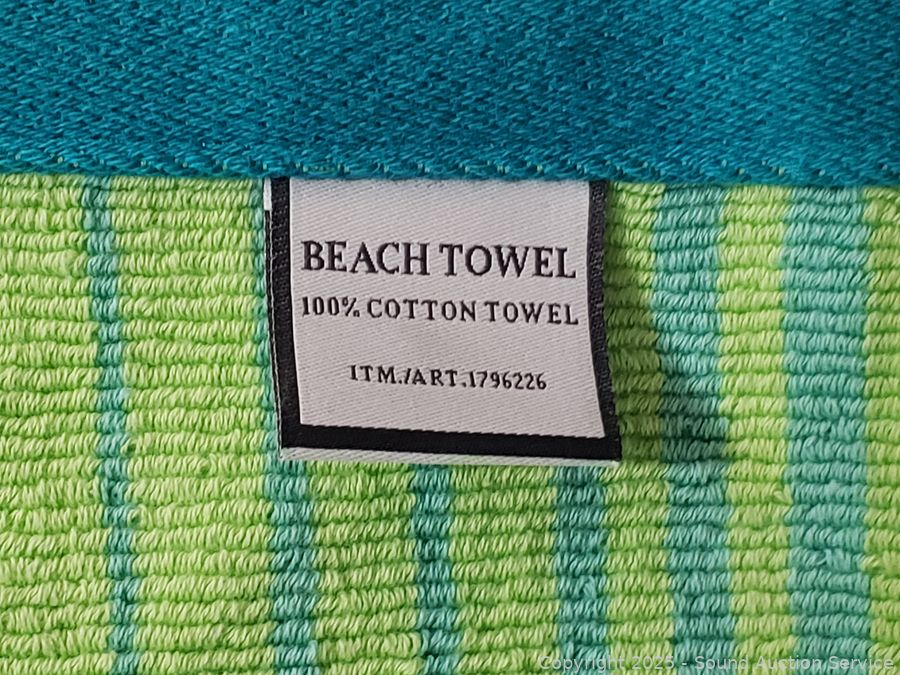 BEACH TOWEL
100% COTTON TOWEL
ITM./ART.1796226
Copyright 2025 - Sound Auction Service